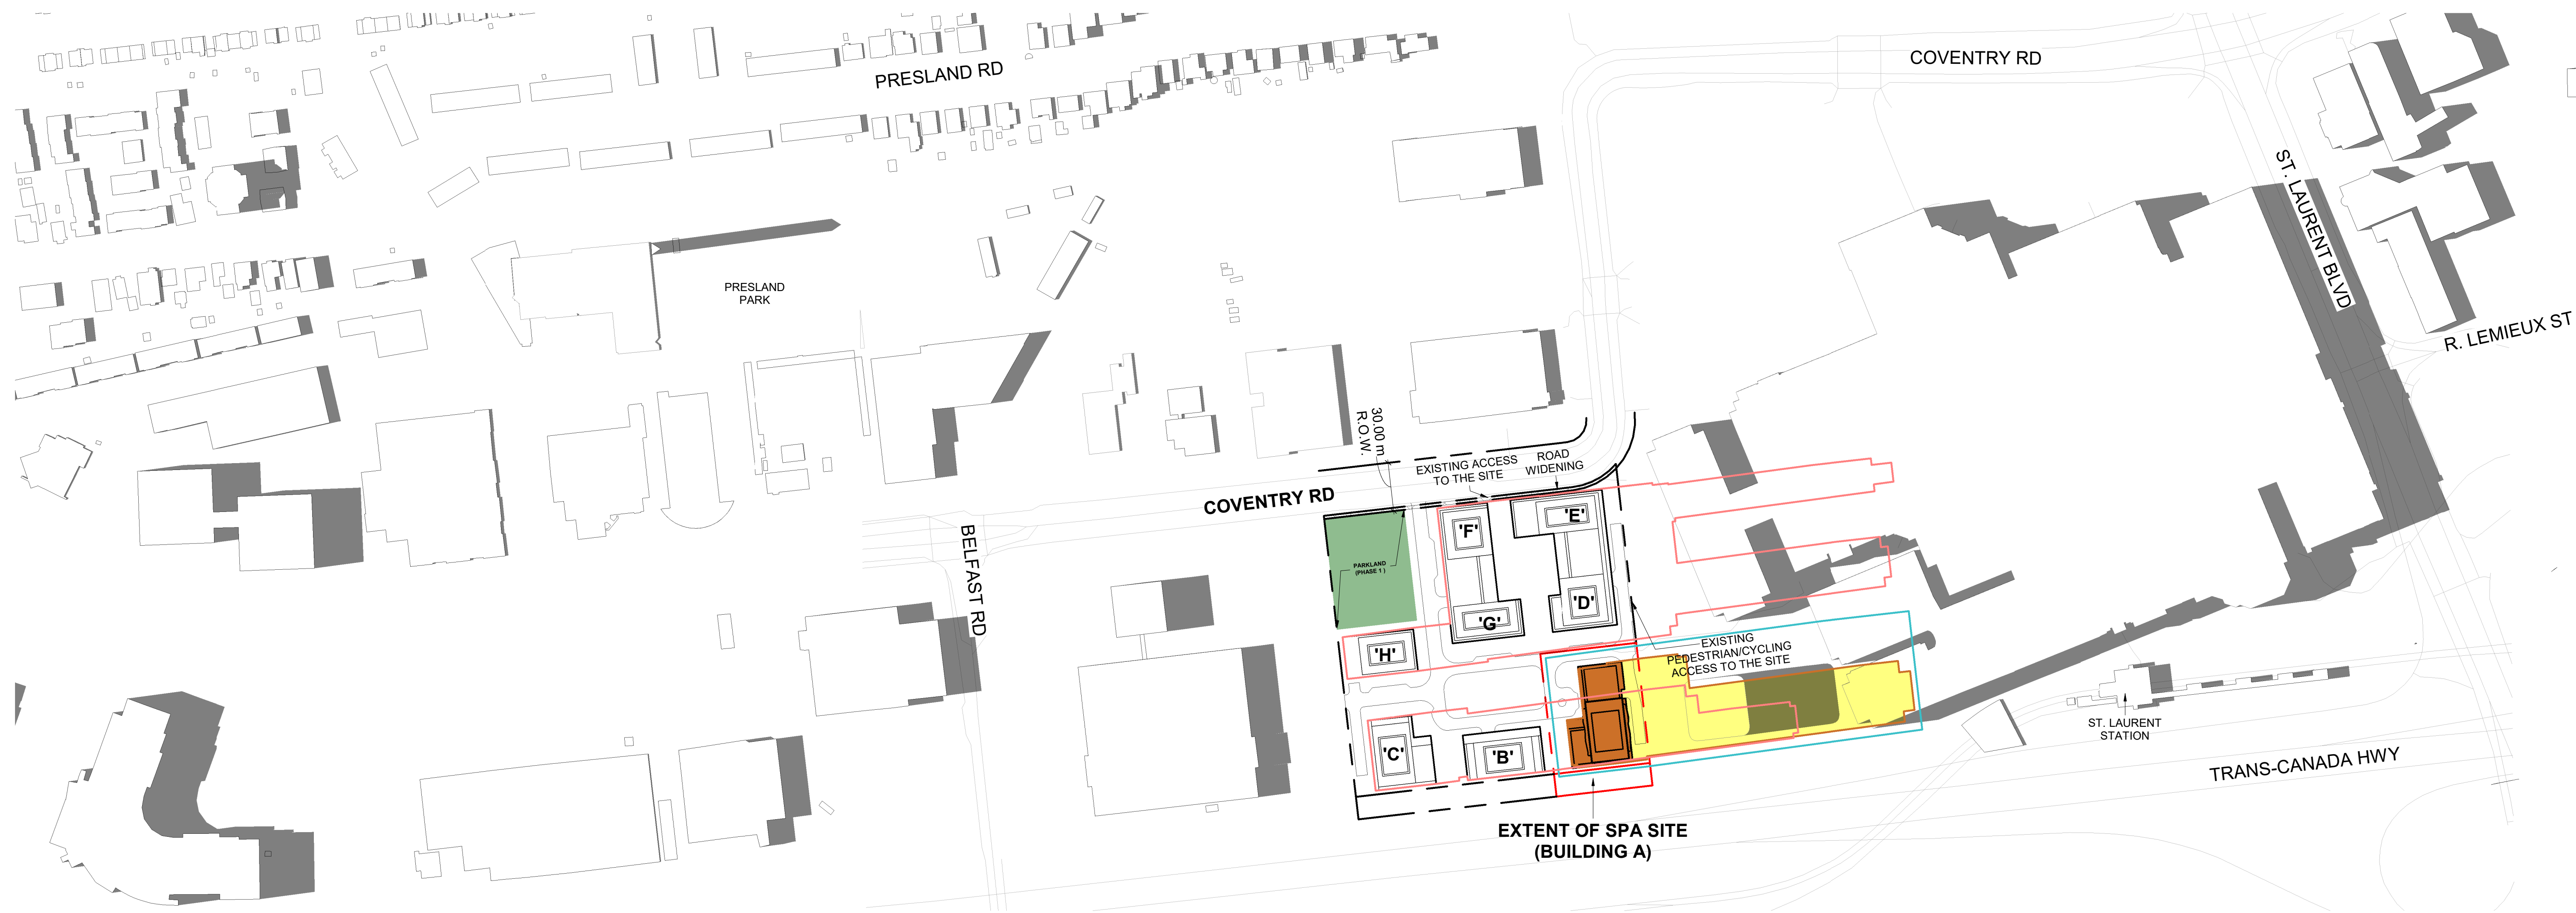 PRESLAND RD
COVENTRY RD
ST. LAURENT BLVD
R. LEMIEUX ST
PRESLAND
PARK
30.00 m
R.O.W.
EXISTING ACCESS
TO THE SITE
ROAD
WIDENING
COVENTRY RD
BELFAST RD
'F'
'E'
PARKLAND
(PHASE 1 )
'D'
'G'
'H'
EXISTING
PEDESTRIAN/CYCLING
ACCESS TO THE SITE
'C'
'B'
ST. LAURENT
STATION
TRANS-CANADA HWY
EXTENT OF SPA SITE
(BUILDING A)